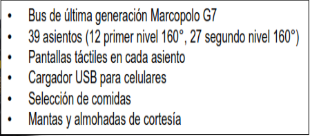 • Bus de última generación Marcopolo G7
• 39 asientos (12 primer nivel 160°, 27 segundo nivel 160°)
• Pantallas táctiles en cada asiento
• Cargador USB para celulares
• Selección de comidas
• Mantas y almohadas de cortesía